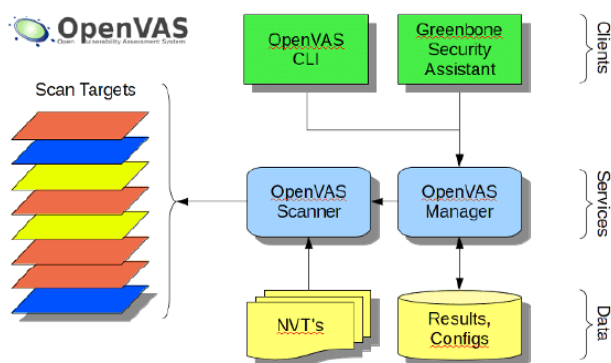 OpenVAS
Open Vulnerability Assessment System
Scan Targets
OpenVAS
CLI
Greenbone
Security
Assistant
Clients
OpenVAS
Scanner
OpenVAS
Manager
Services
NVT's
Results,
Configs
Data